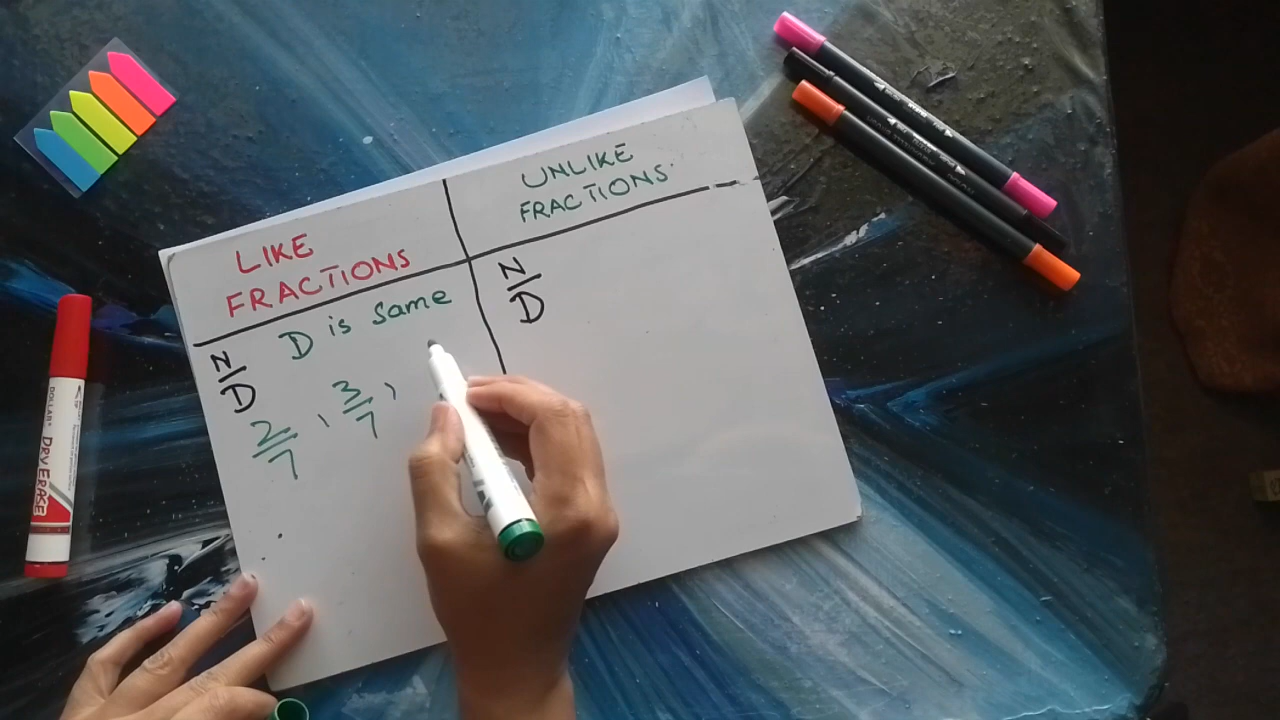 LIKE
FRACTIONS
UNLIKE
FRACTIONS
N/D
D is same
2/7 , 3/7 ,
N/D
DOLLAR
DRY ERASE